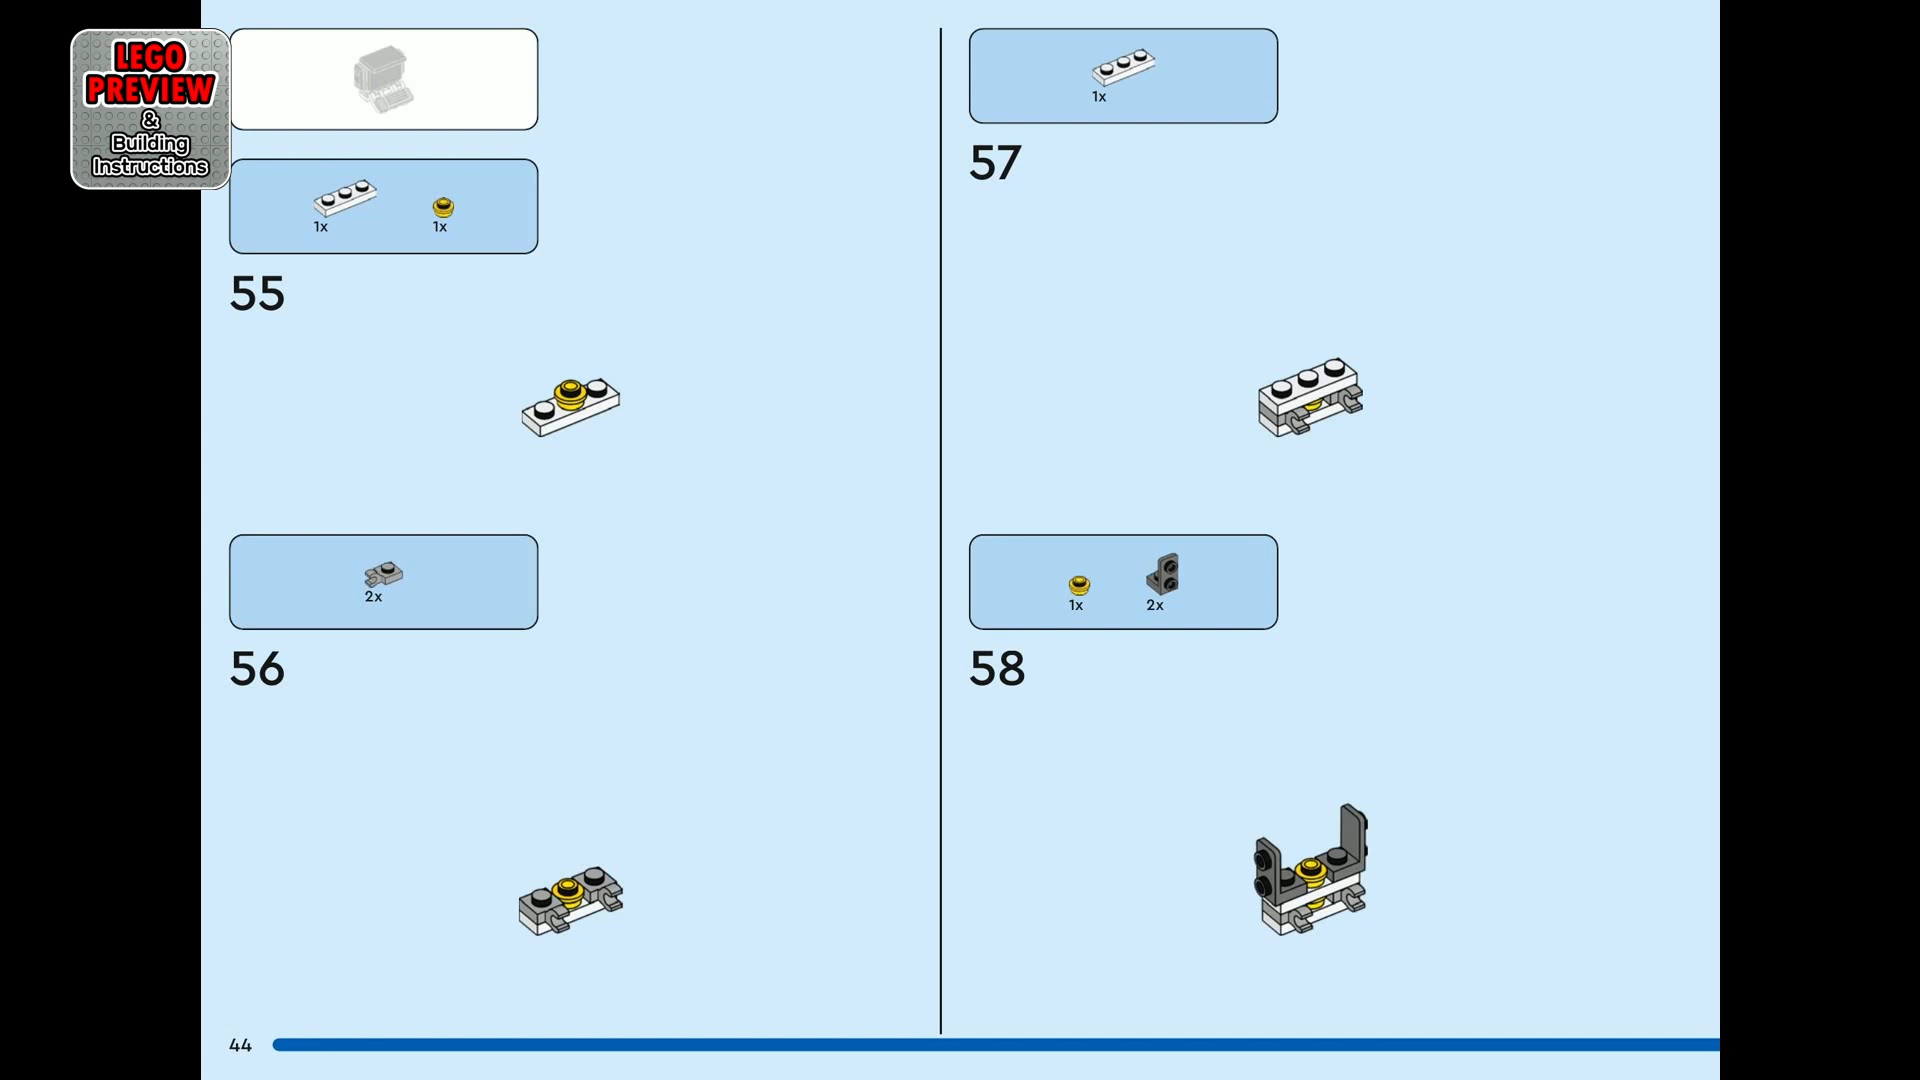 LEGO
PREVIEW
&
Building
Instructions
1x 1x
55
2x
56
1x
57
1x 2x
58
44